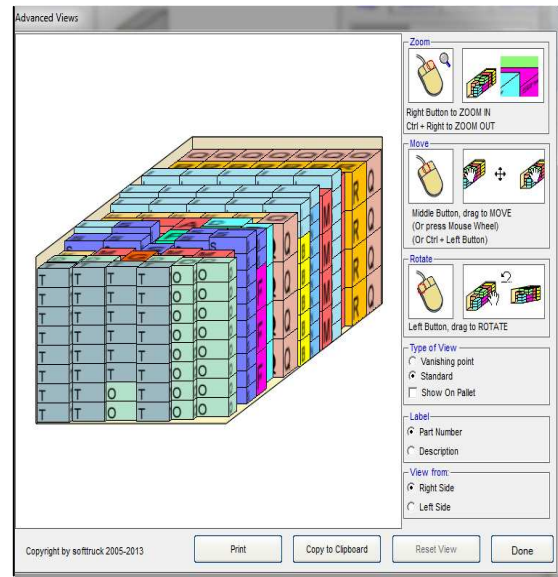 Advanced Views
Zoom
Right Button to ZOOM IN
Ctrl + Right to ZOOM OUT
Move
Middle Button, drag to MOVE
(Or press Mouse Wheel)
(Or Ctrl + Left Button)
Rotate
Left Button, drag to ROTATE
Type of View
Vanishing point
Standard
Show On Pallet
Label
Part Number
Description
View from:
Right Side
Left Side
T T T T O O
T T T T O O
T T T T O O
T T T T O O
T T T T O O
T T T T O O
T T O T O O
T T O T O O
Copyright by softtruck 2005-2013
Print
Copy to Clipboard
Reset View
Done